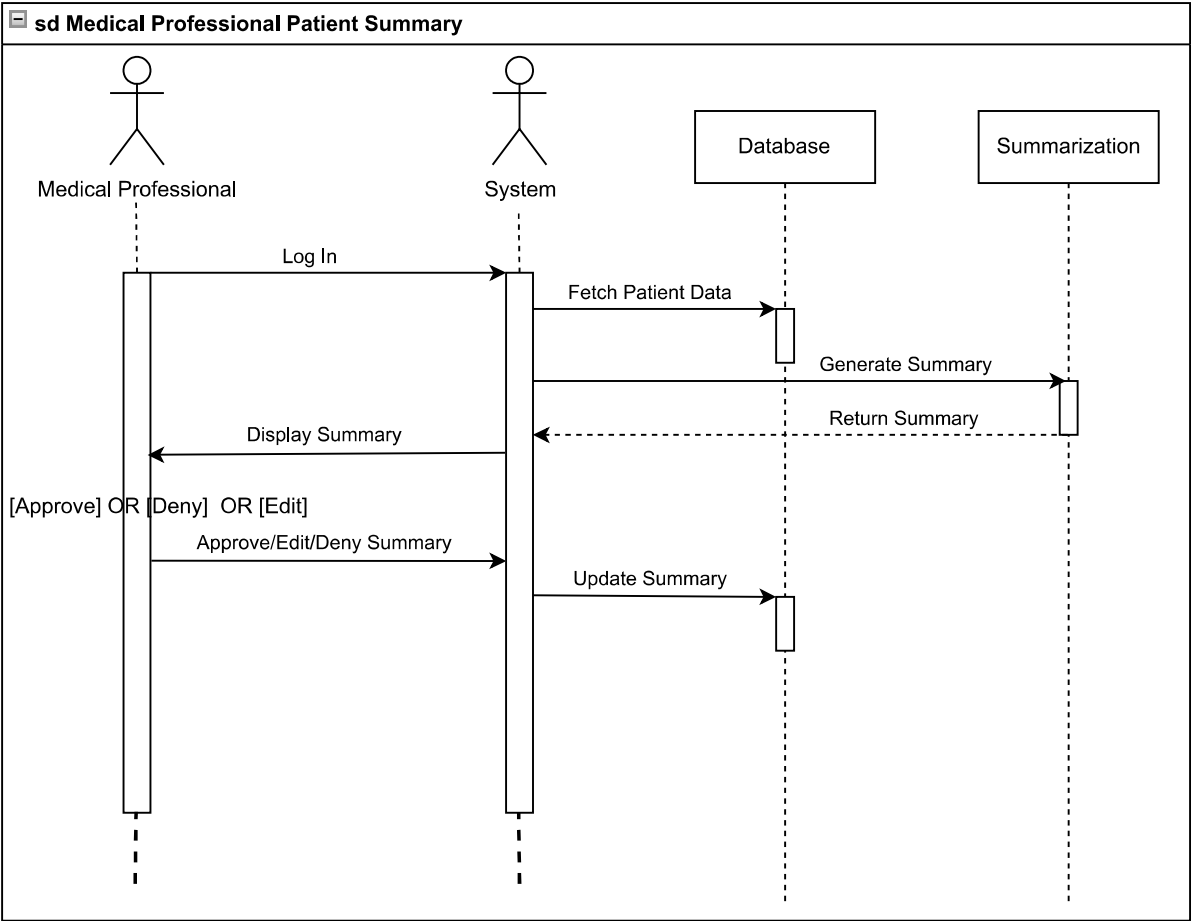 sd Medical Professional Patient Summary
Medical Professional
System
Database
Summarization
Log In
Fetch Patient Data
Generate Summary
Return Summary
Display Summary
[Approve] OR [Deny]  OR [Edit]
Approve/Edit/Deny Summary
Update Summary